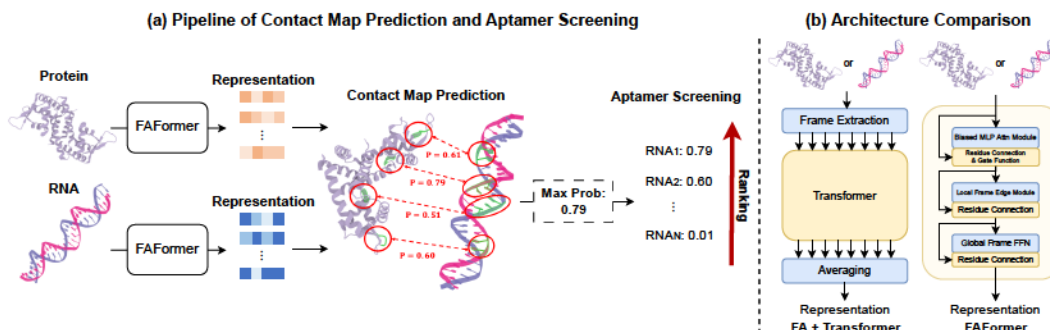 (a) Pipeline of Contact Map Prediction and Aptamer Screening
Protein
FAFormer
Representation
⋮
RNA
FAFormer
Representation
⋮
Contact Map Prediction
P = 0.61
P = 0.79
P = 0.51
P = 0.60
Max Prob:
0.79
Aptamer Screening
RNA1: 0.79
RNA2: 0.60
⋮
RNAN: 0.01
Ranking
(b) Architecture Comparison
or
Frame Extraction
Transformer
Averaging
Representation
FA + Transformer
or
Biased MLP Attn Module
Residue Connection
& Gate Function
Local Frame Edge Module
Residue Connection
Global Frame FFN
Residue Connection
Representation
FAFormer